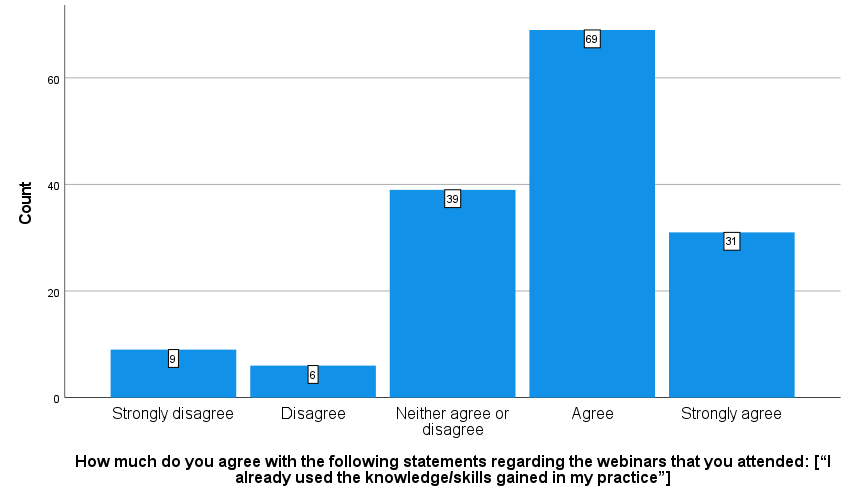 60
40
20
0
Count
9
6
39
69
31
Strongly disagree
Disagree
Neither agree or
disagree
Agree
Strongly agree
How much do you agree with the following statements regarding the webinars that you attended: [“I
already used the knowledge/skills gained in my practice”]